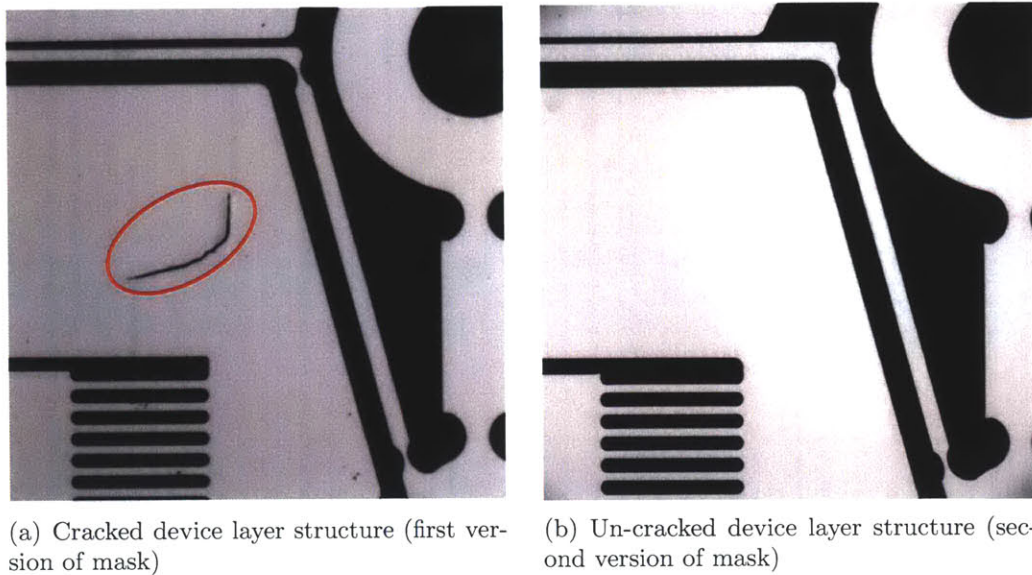 (a) Cracked device layer structure (first ver-
sion of mask)
(b) Un-cracked device layer structure (sec-
ond version of mask)